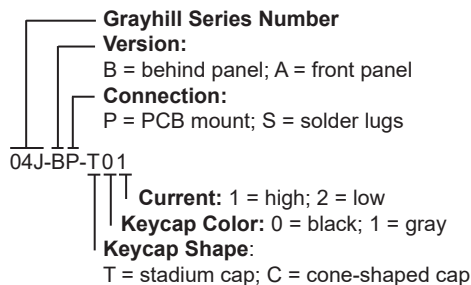 Grayhill Series Number
Version:
B = behind panel; A = front panel
Connection:
P = PCB mount; S = solder lugs
04J-BP-T01
Current: 1 = high; 2 = low
Keycap Color: 0 = black; 1 = gray
Keycap Shape:
T = stadium cap; C = cone-shaped cap